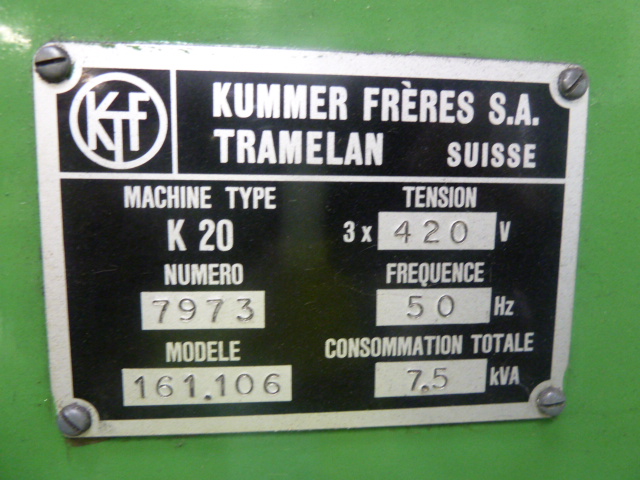 KTF
KUMMER FRÈRES S.A.
TRAMELAN SUISSE
MACHINE TYPE
K 20
NUMERO
7973
MODELE
161.106
TENSION
3 x 420 V
FREQUENCE
50 Hz
CONSOMMATION TOTALE
7.5 kVA